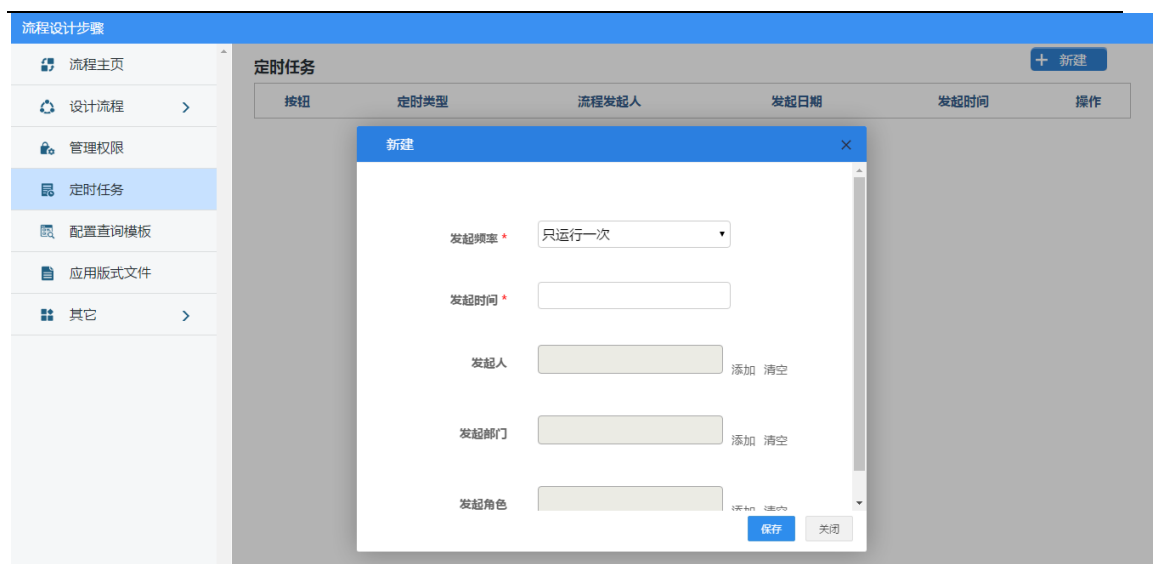 流程设计步骤
流程主页
设计流程
管理权限
定时任务
配置查询模板
应用版式文件
其它
定时任务
+ 新建
按钮 定时类型 流程发起人 发起日期 发起时间 操作
新建
发起频率 * 只运行一次
发起时间 *
发起人 添加 清空
发起部门 添加 清空
发起角色 添加 清空
保存 关闭